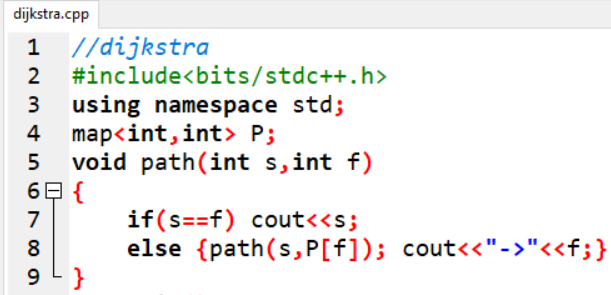 dijkstra.cpp
1 //dijkstra
2 #include<bits/stdc++.h>
3 using namespace std;
4 map<int,int> P;
5 void path(int s,int f)
6 {
7 if(s==f) cout<<s;
8 else {path(s,P[f]); cout<<"->"<<f;}
9 }